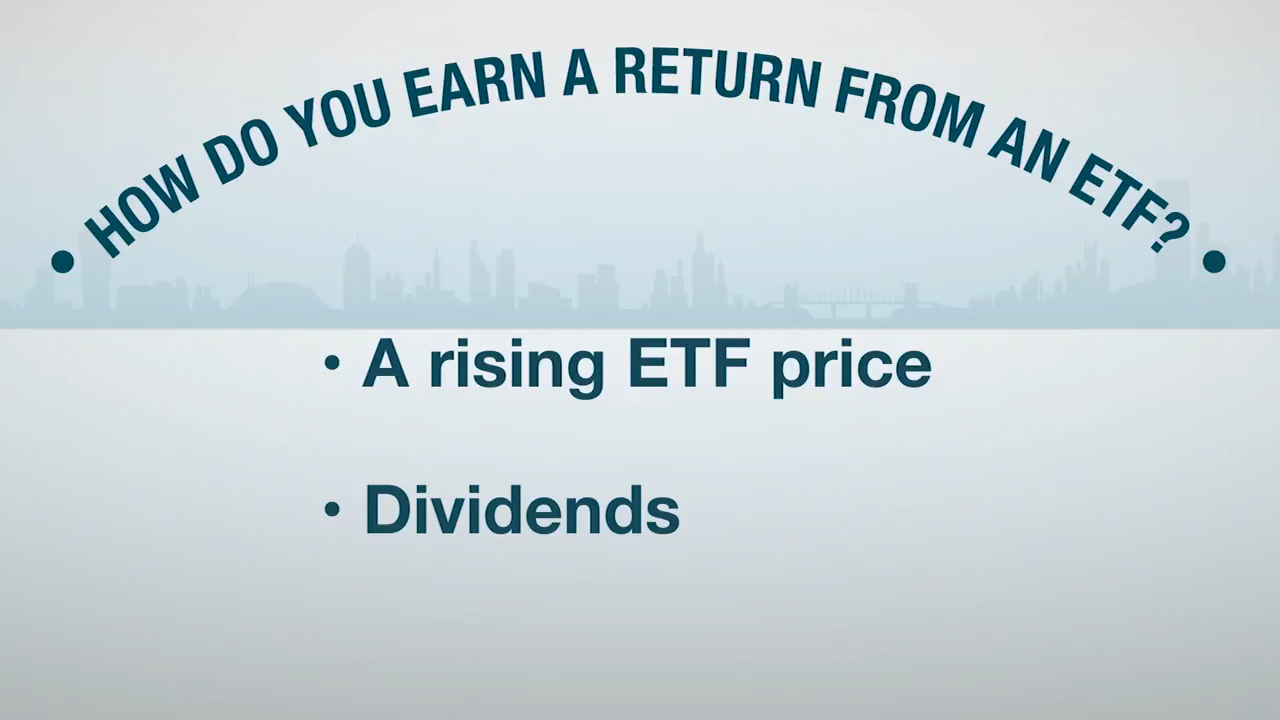 • HOW DO YOU EARN A RETURN FROM AN ETF? •
• A rising ETF price
• Dividends